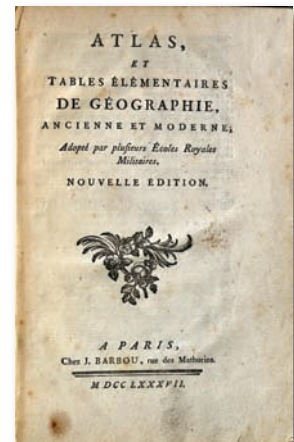 ATLAS,
ET
TABLES ÉLÉMENTAIRES
DE GÉOGRAPHIE,
ANCIENNE ET MODERNE;
Adopté par plusieurs Écoles Royales
Militaires.
NOUVELLE ÉDITION.
A PARIS,
Chez J. BARBOU, rue des Mathurins.
M DCC LXXXVII.